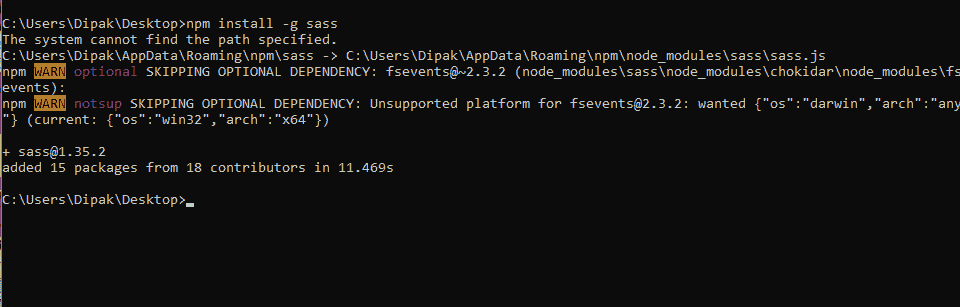 C:\Users\Dipak\Desktop>npm install -g sass
The system cannot find the path specified.
C:\Users\Dipak\AppData\Roaming\npm\sass -> C:\Users\Dipak\AppData\Roaming\npm\node_modules\sass\sass.js
npm WARN optional SKIPPING OPTIONAL DEPENDENCY: fsevents@~2.3.2 (node_modules\sass\node_modules\chokidar\node_modules\fs
events):
npm WARN notsup SKIPPING OPTIONAL DEPENDENCY: Unsupported platform for fsevents@2.3.2: wanted {"os":"darwin","arch":"any
"} (current: {"os":"win32","arch":"x64"})
+ sass@1.35.2
added 15 packages from 18 contributors in 11.469s
C:\Users\Dipak\Desktop>